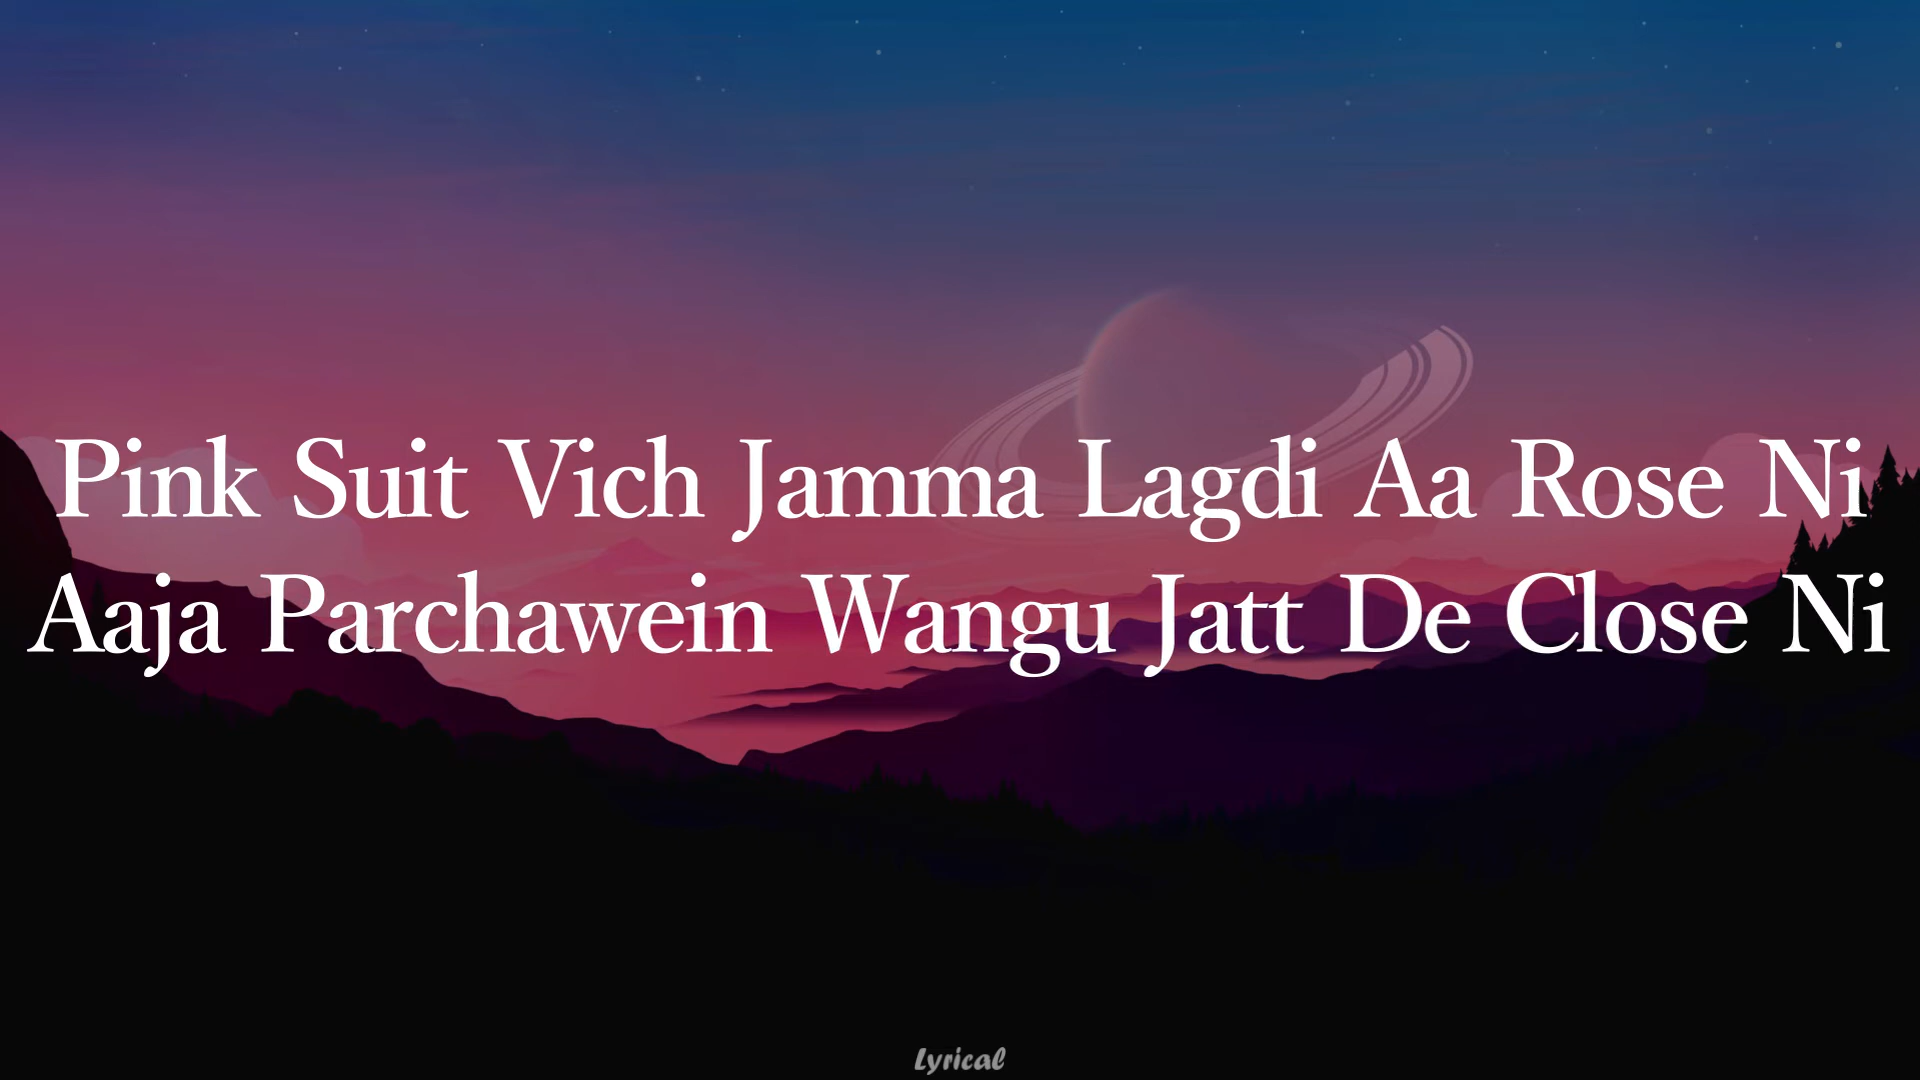 Pink Suit Vich Jamma Lagdi Aa Rose Ni
Aaja Parchawein Wangu Jatt De Close Ni
Lyrical